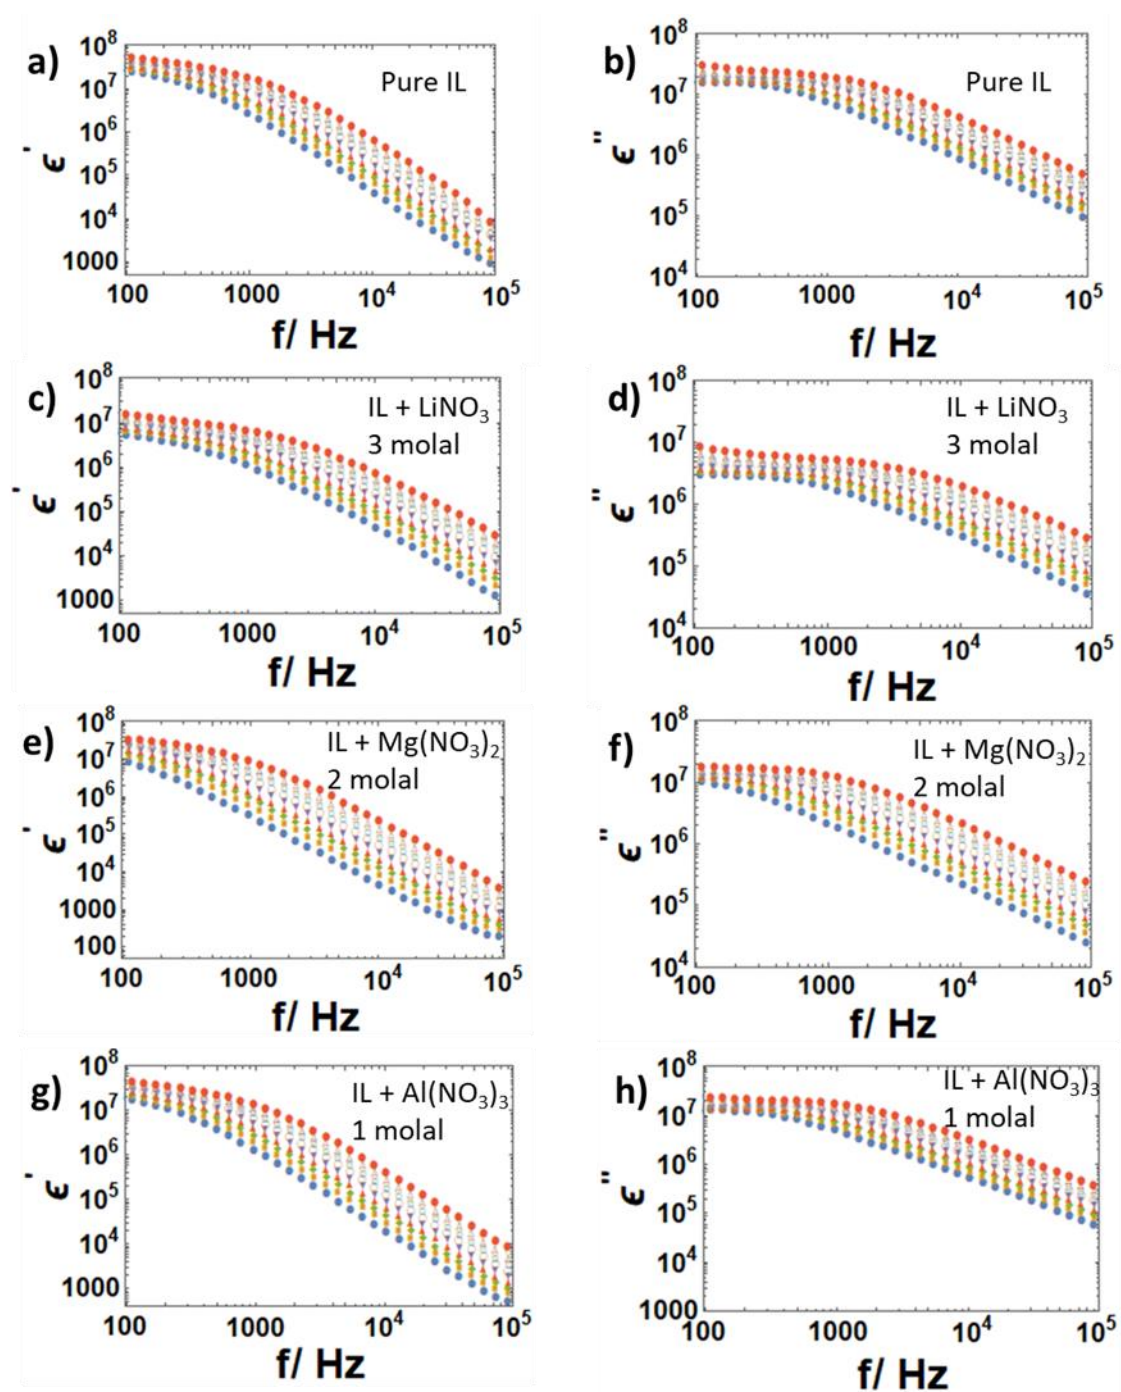 a)
Pure IL
10⁸
10⁷
10⁶
10⁵
10⁴
1000
ϵ'
100 1000 10⁴ 10⁵
f/ Hz
b)
Pure IL
10⁸
10⁷
10⁶
10⁵
10⁴
ϵ"
100 1000 10⁴ 10⁵
f/ Hz
c)
IL + LiNO₃
3 molal
10⁸
10⁷
10⁶
10⁵
10⁴
1000
ϵ'
100 1000 10⁴ 10⁵
f/ Hz
d)
IL + LiNO₃
3 molal
10⁸
10⁷
10⁶
10⁵
10⁴
ϵ"
100 1000 10⁴ 10⁵
f/ Hz
e)
IL + Mg(NO₃)₂
2 molal
10⁸
10⁷
10⁶
10⁵
10⁴
1000
100
ϵ'
100 1000 10⁴ 10⁵
f/ Hz
f)
IL + Mg(NO₃)₂
2 molal
10⁸
10⁷
10⁶
10⁵
10⁴
ϵ"
100 1000 10⁴ 10⁵
f/ Hz
g)
IL + Al(NO₃)₃
1 molal
10⁸
10⁷
10⁶
10⁵
10⁴
1000
ϵ'
100 1000 10⁴ 10⁵
f/ Hz
h)
IL + Al(NO₃)₃
1 molal
10⁸
10⁷
10⁶
10⁵
10⁴
1000
ϵ"
100 1000 10⁴ 10⁵
f/ Hz